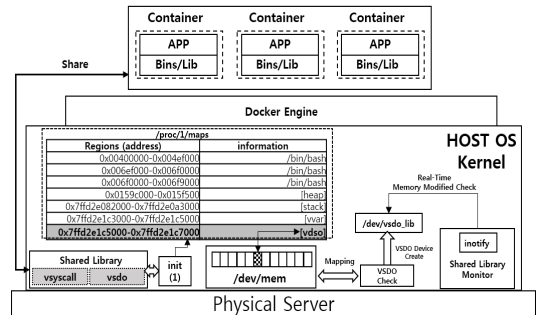 Container Container Container
APP APP APP
Bins/Lib Bins/Lib Bins/Lib
Share
Docker Engine
/proc/1/maps
Regions (address) information
0x00400000-0x004ef000 /bin/bash
0x006ef000-0x006f0000 /bin/bash
0x006f0000-0x006f9000 /bin/bash
0x0159c000-0x015f500 [heap]
0x7ffd2e082000-0x7ffd2e0a3000 [stack]
0x7ffd2e1c3000-0x7ffd2e1c5000 [vvar]
0x7ffd2e1c5000-0x7ffd2e1c7000 [vdso]
HOST OS
Kernel
Real-Time
Memory Modified Check
/dev/vsdo_lib
VSDO Device
Create
inotify
Shared Library
Monitor
Shared Library
vsyscall vsdo
init
(1)
/dev/mem
Mapping
VSDO
Check
Physical Server